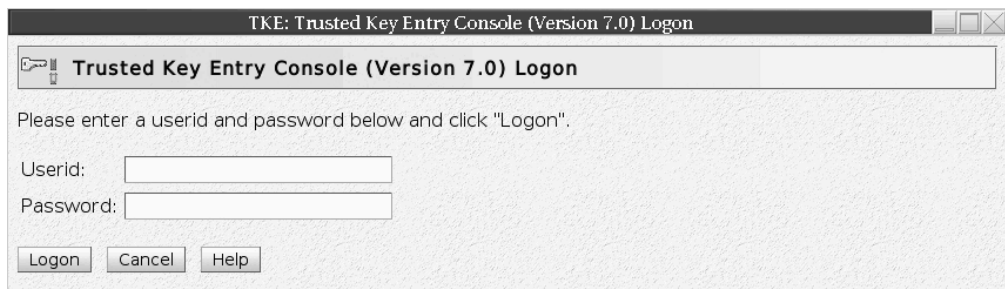 TKE: Trusted Key Entry Console (Version 7.0) Logon
Trusted Key Entry Console (Version 7.0) Logon
Please enter a userid and password below and click "Logon".
Userid:
Password:
Logon Cancel Help